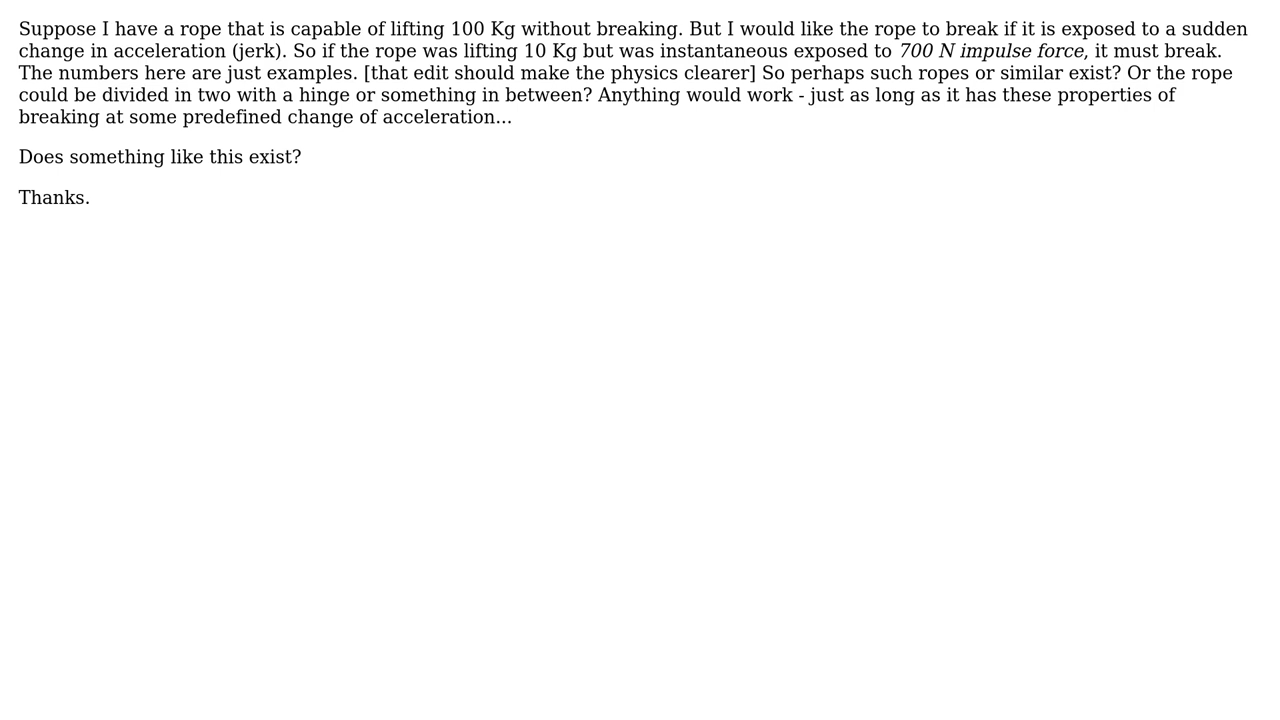 Suppose I have a rope that is capable of lifting 100 Kg without breaking. But I would like the rope to break if it is exposed to a sudden
change in acceleration (jerk). So if the rope was lifting 10 Kg but was instantaneous exposed to 700 N impulse force, it must break.
The numbers here are just examples. [that edit should make the physics clearer] So perhaps such ropes or similar exist? Or the rope
could be divided in two with a hinge or something in between? Anything would work - just as long as it has these properties of
breaking at some predefined change of acceleration...
Does something like this exist?
Thanks.